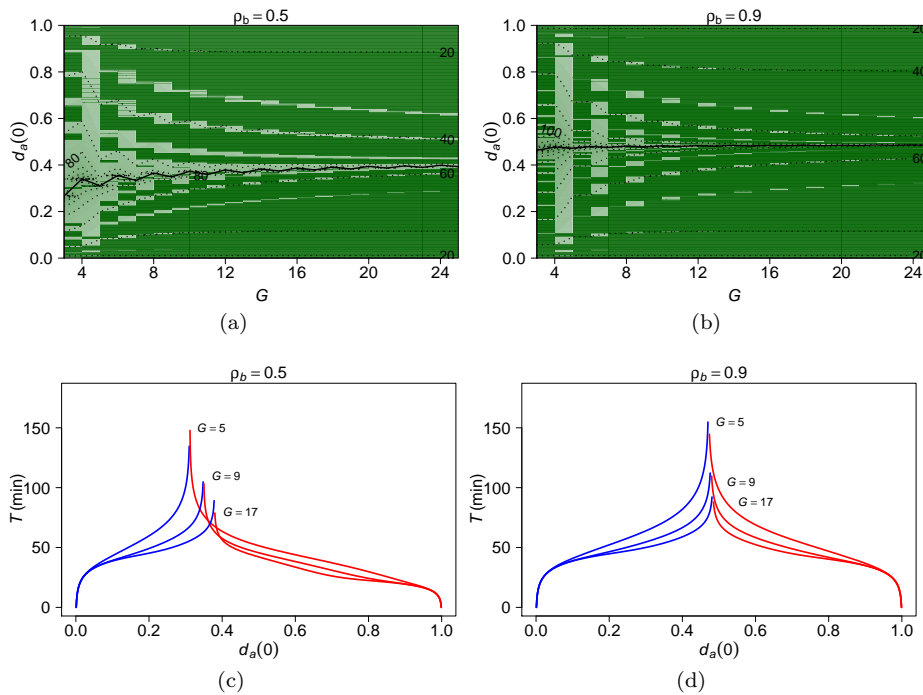 ρb = 0.5
1.0
0.8
0.6
0.4
0.2
0.0
da(0)
20
40
80
80
60
20
4 8 12 16 20 24
G
(a)
ρb = 0.9
1.0
0.8
0.6
0.4
0.2
0.0
da(0)
20
40
100
60
20
4 8 12 16 20 24
G
(b)
ρb = 0.5
150
100
50
0
T (min)
G = 5
G = 9
G = 17
0.0 0.2 0.4 0.6 0.8 1.0
da(0)
(c)
ρb = 0.9
150
100
50
0
T (min)
G = 5
G = 9
G = 17
0.0 0.2 0.4 0.6 0.8 1.0
da(0)
(d)